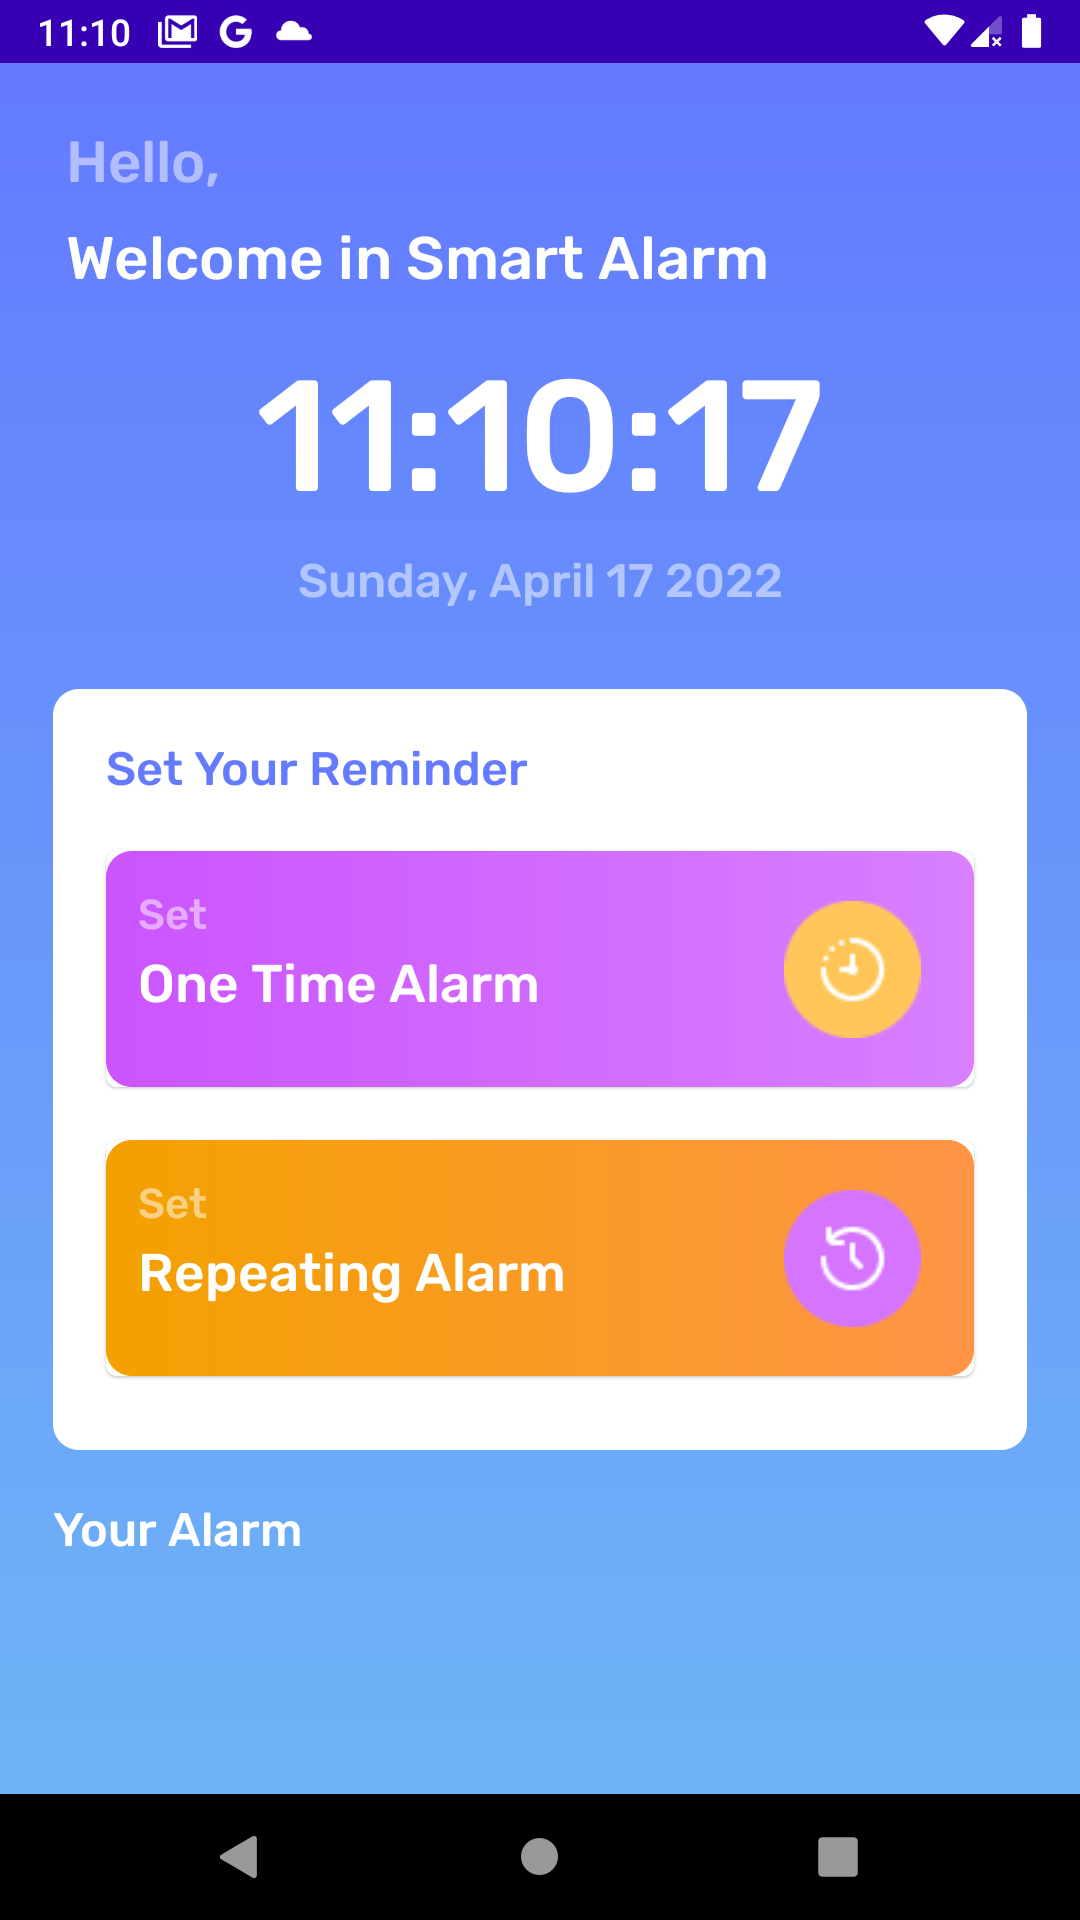 11:10
Hello,
Welcome in Smart Alarm
11:10:17
Sunday, April 17 2022
Set Your Reminder
Set
One Time Alarm
Set
Repeating Alarm
Your Alarm